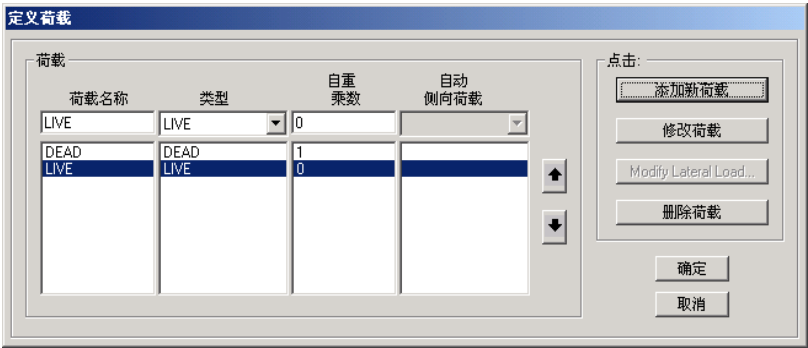 定义荷载
荷载
荷载名称
类型
自重
乘数
自动
侧向荷载
LIVE
LIVE
0
DEAD
DEAD
1
LIVE
LIVE
0
点击:
添加新荷载
修改荷载
Modify Lateral Load...
删除荷载
确定
取消